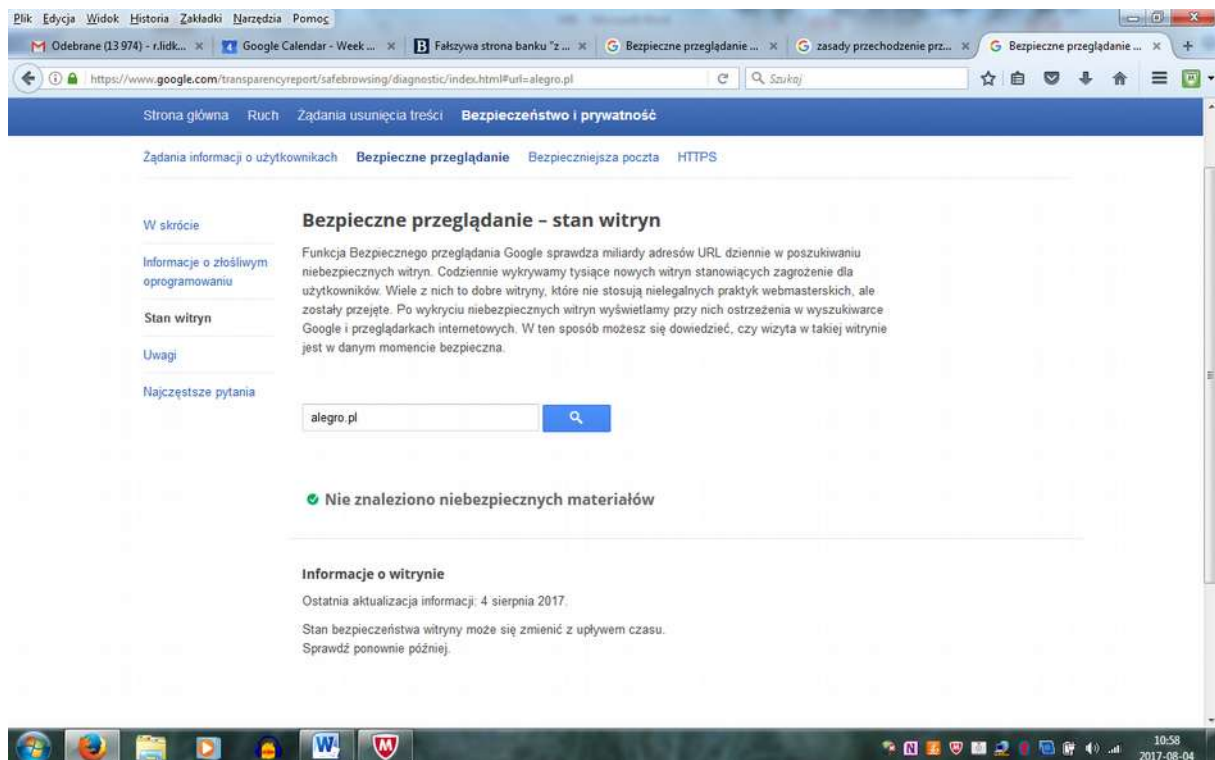 Plik Edycja Widok Historia Zakładki Narzędzia Pomoc
Odebrane (13 974) - r.lidk...
Google Calendar - Week ...
Fałszywa strona banku "z ...
Bezpieczne przeglądanie ...
zasady przechodzenie prz...
Bezpieczne przeglądanie ...
https://www.google.com/transparencyreport/safebrowsing/diagnostic/index.html#url=alegro.pl
Szukaj
Strona główna Ruch Żądania usunięcia treści Bezpieczeństwo i prywatność
Żądania informacji o użytkownikach Bezpieczne przeglądanie Bezpieczniejsza poczta HTTPS
W skrócie
Informacje o złośliwym
oprogramowaniu
Stan witryn
Uwagi
Najczęstsze pytania
Bezpieczne przeglądanie – stan witryn
Funkcja Bezpiecznego przeglądania Google sprawdza miliardy adresów URL dziennie w poszukiwaniu
niebezpiecznych witryn. Codziennie wykrywamy tysiące nowych witryn stanowiących zagrożenie dla
użytkowników. Wiele z nich to dobre witryny, które nie stosują nielegalnych praktyk webmasterskich, ale
zostały przejęte. Po wykryciu niebezpiecznych witryn wyświetlamy przy nich ostrzeżenia w wyszukiwarce
Google i przeglądarkach internetowych. W ten sposób możesz się dowiedzieć, czy wizyta w takiej witrynie
jest w danym momencie bezpieczna.
alegro.pl
Nie znaleziono niebezpiecznych materiałów
Informacje o witrynie
Ostatnia aktualizacja informacji: 4 sierpnia 2017.
Stan bezpieczeństwa witryny może się zmienić z upływem czasu.
Sprawdź ponownie później.
10:58
2017-08-04